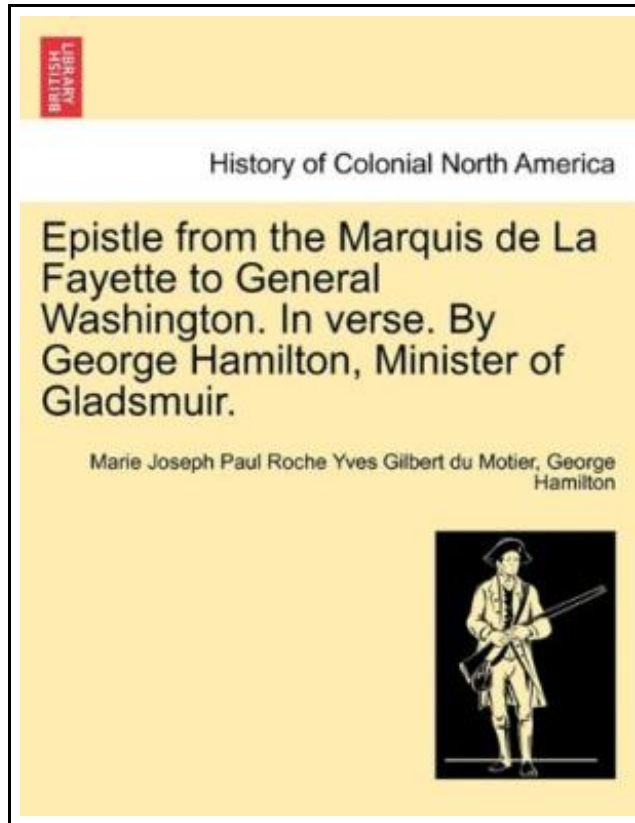 BRITISH
LIBRARY
History of Colonial North America
Epistle from the Marquis de La
Fayette to General
Washington. In verse. By
George Hamilton, Minister of
Gladsmuir.
Marie Joseph Paul Roche Yves Gilbert du Motier, George
Hamilton